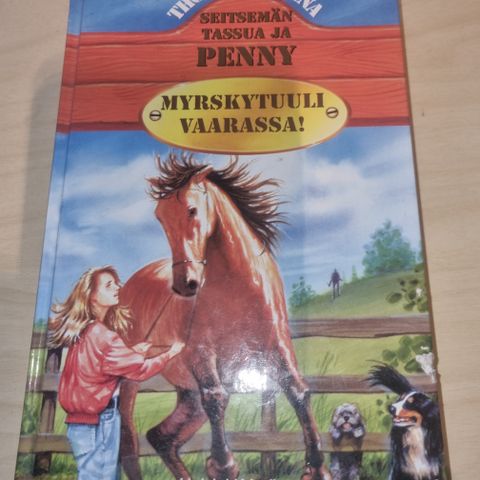 SEITSEMÄN
TASSUA JA
PENNY
MYRSKYTUULI
VAARASSA!